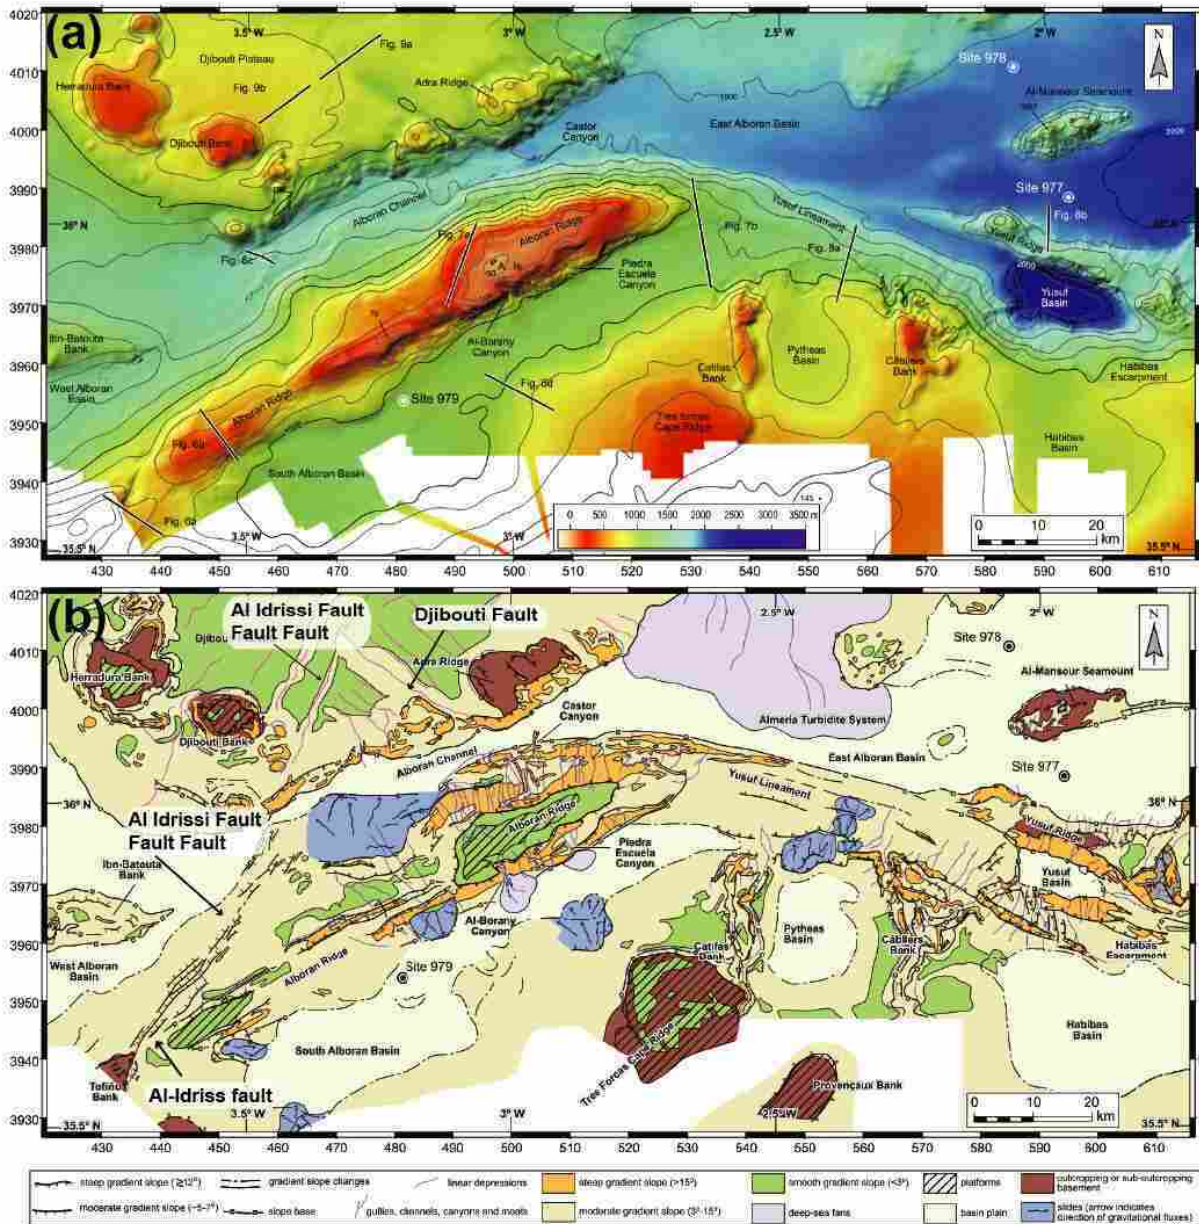 (a)
4020
4010
4000
3990
3980
3970
3960
3950
3940
3930
3.5° W
3° W
2.5° W
2° W
N
Djibouti Plateau
Fig. 9a
Fig. 9b
Herradura Bank
Djibouti Bank
Adra Ridge
Castor
Canyon
East Alboran Basin
Site 978
Al-Mansour Seamount
Site 977
Fig. 8b
36° N
Alboran Channel
Alboran Ridge
Yusuf Lineament
Fig. 7b
Yusuf Ridge
Yusuf
Basin
2000
Piedra
Escuela
Canyon
Al-Borany
Canyon
Ibn-Batouta
Bank
West Alboran
Basin
Alboran Ridge
Site 979
Fig. 8d
Catifas
Bank
Pytheas
Basin
Cabliers
Bank
Habibas
Escarpment
Tres forcas
Cape Ridge
South Alboran Basin
Habibas
Basin
145
0 500 1000 1500 2000 2500 3000 3500 m
0 10 20
km
35.5° N
3.5° W
3° W
35.5° N
430 440 450 460 470 480 490 500 510 520 530 540 550 560 570 580 590 600 610
(b)
4020
4010
4000
3990
3980
3970
3960
3950
3940
3930
Al Idrissi Fault
Fault Fault
Djibouti Fault
2.5° W
2° W
N
Adra Ridge
Site 978
Herradura Bank
Djibouti Bank
Castor
Canyon
Almeria Turbidite System
Al-Mansour Seamount
Alboran Channel
East Alboran Basin
Site 977
Yusuf Lineament
36° N
36° N
Al Idrissi Fault
Fault Fault
Alboran Ridge
Piedra
Escuela
Canyon
Yusuf Ridge
Yusuf
Basin
Ibn-Batouta
Bank
Al-Borany
Canyon
Pytheas
Basin
Catifas
Bank
Cabliers
Bank
Habibas
Escarpment
West Alboran
Basin
Alboran Ridge
Site 979
South Alboran Basin
Habibas
Basin
Tres Forcas Cape Ridge
Provençaux Bank
Tofiño
Bank
Al-Idriss fault
3.5° W
3° W
2.5° W
0 10 20
km
35.5° N
35.5° N
430 440 450 460 470 480 490 500 510 520 530 540 550 560 570 580 590 600 610
steep gradient slope (≥12°)
gradient slope changes
linear depressions
steep gradient slope (>15°)
smooth gradient slope (<3°)
platforms
outcropping or sub-outcropping
basement
moderate gradient slope (~5-7°)
slope base
gullies, channels, canyons and moats
moderate gradient slope (3°-15°)
deep-sea fans
basin plain
slides (arrow indicates
direction of gravitational fluxes)